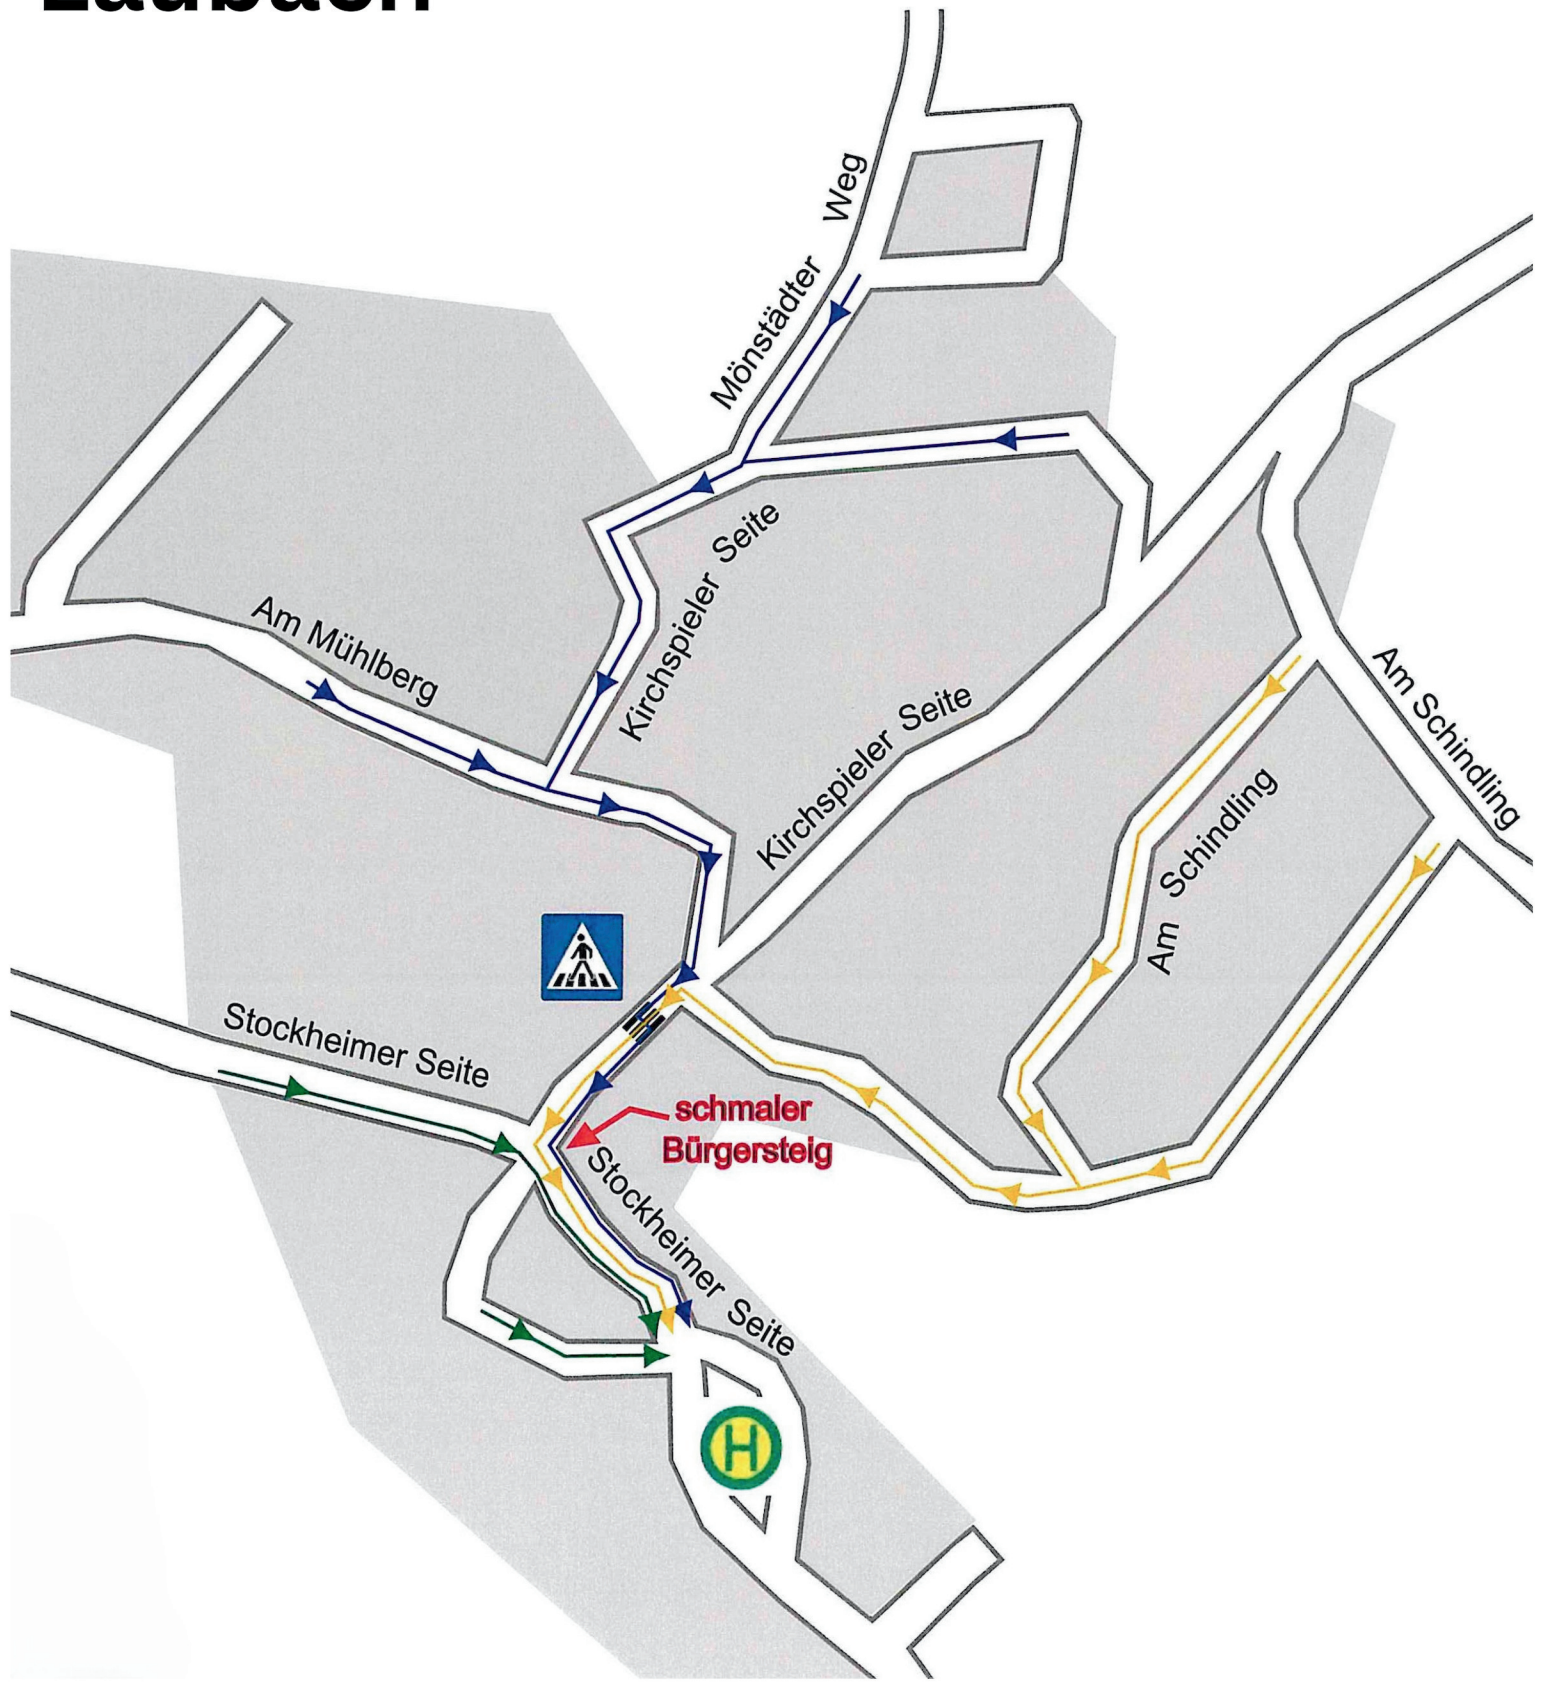 Laubach
Mönstädter Weg
Kirchspieler Seite
Am Mühlberg
Kirchspieler Seite
Am Schindling
Am Schindling
Stockheimer Seite
schmaler
Bürgersteig
Stockheimer Seite
H